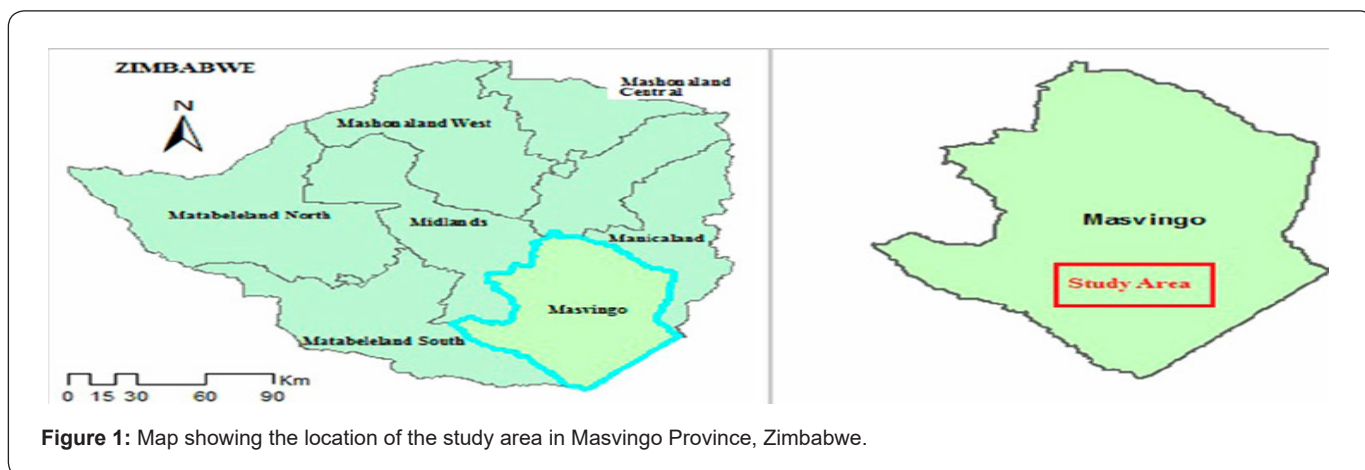 ZIMBABWE
N
Mashonaland
Central
Mashonaland West
Matabeleland North
Midlands
Manicaland
Masvingo
Matabeleland South
Km
0 15 30 60 90
Masvingo
Study Area
Figure 1: Map showing the location of the study area in Masvingo Province, Zimbabwe.